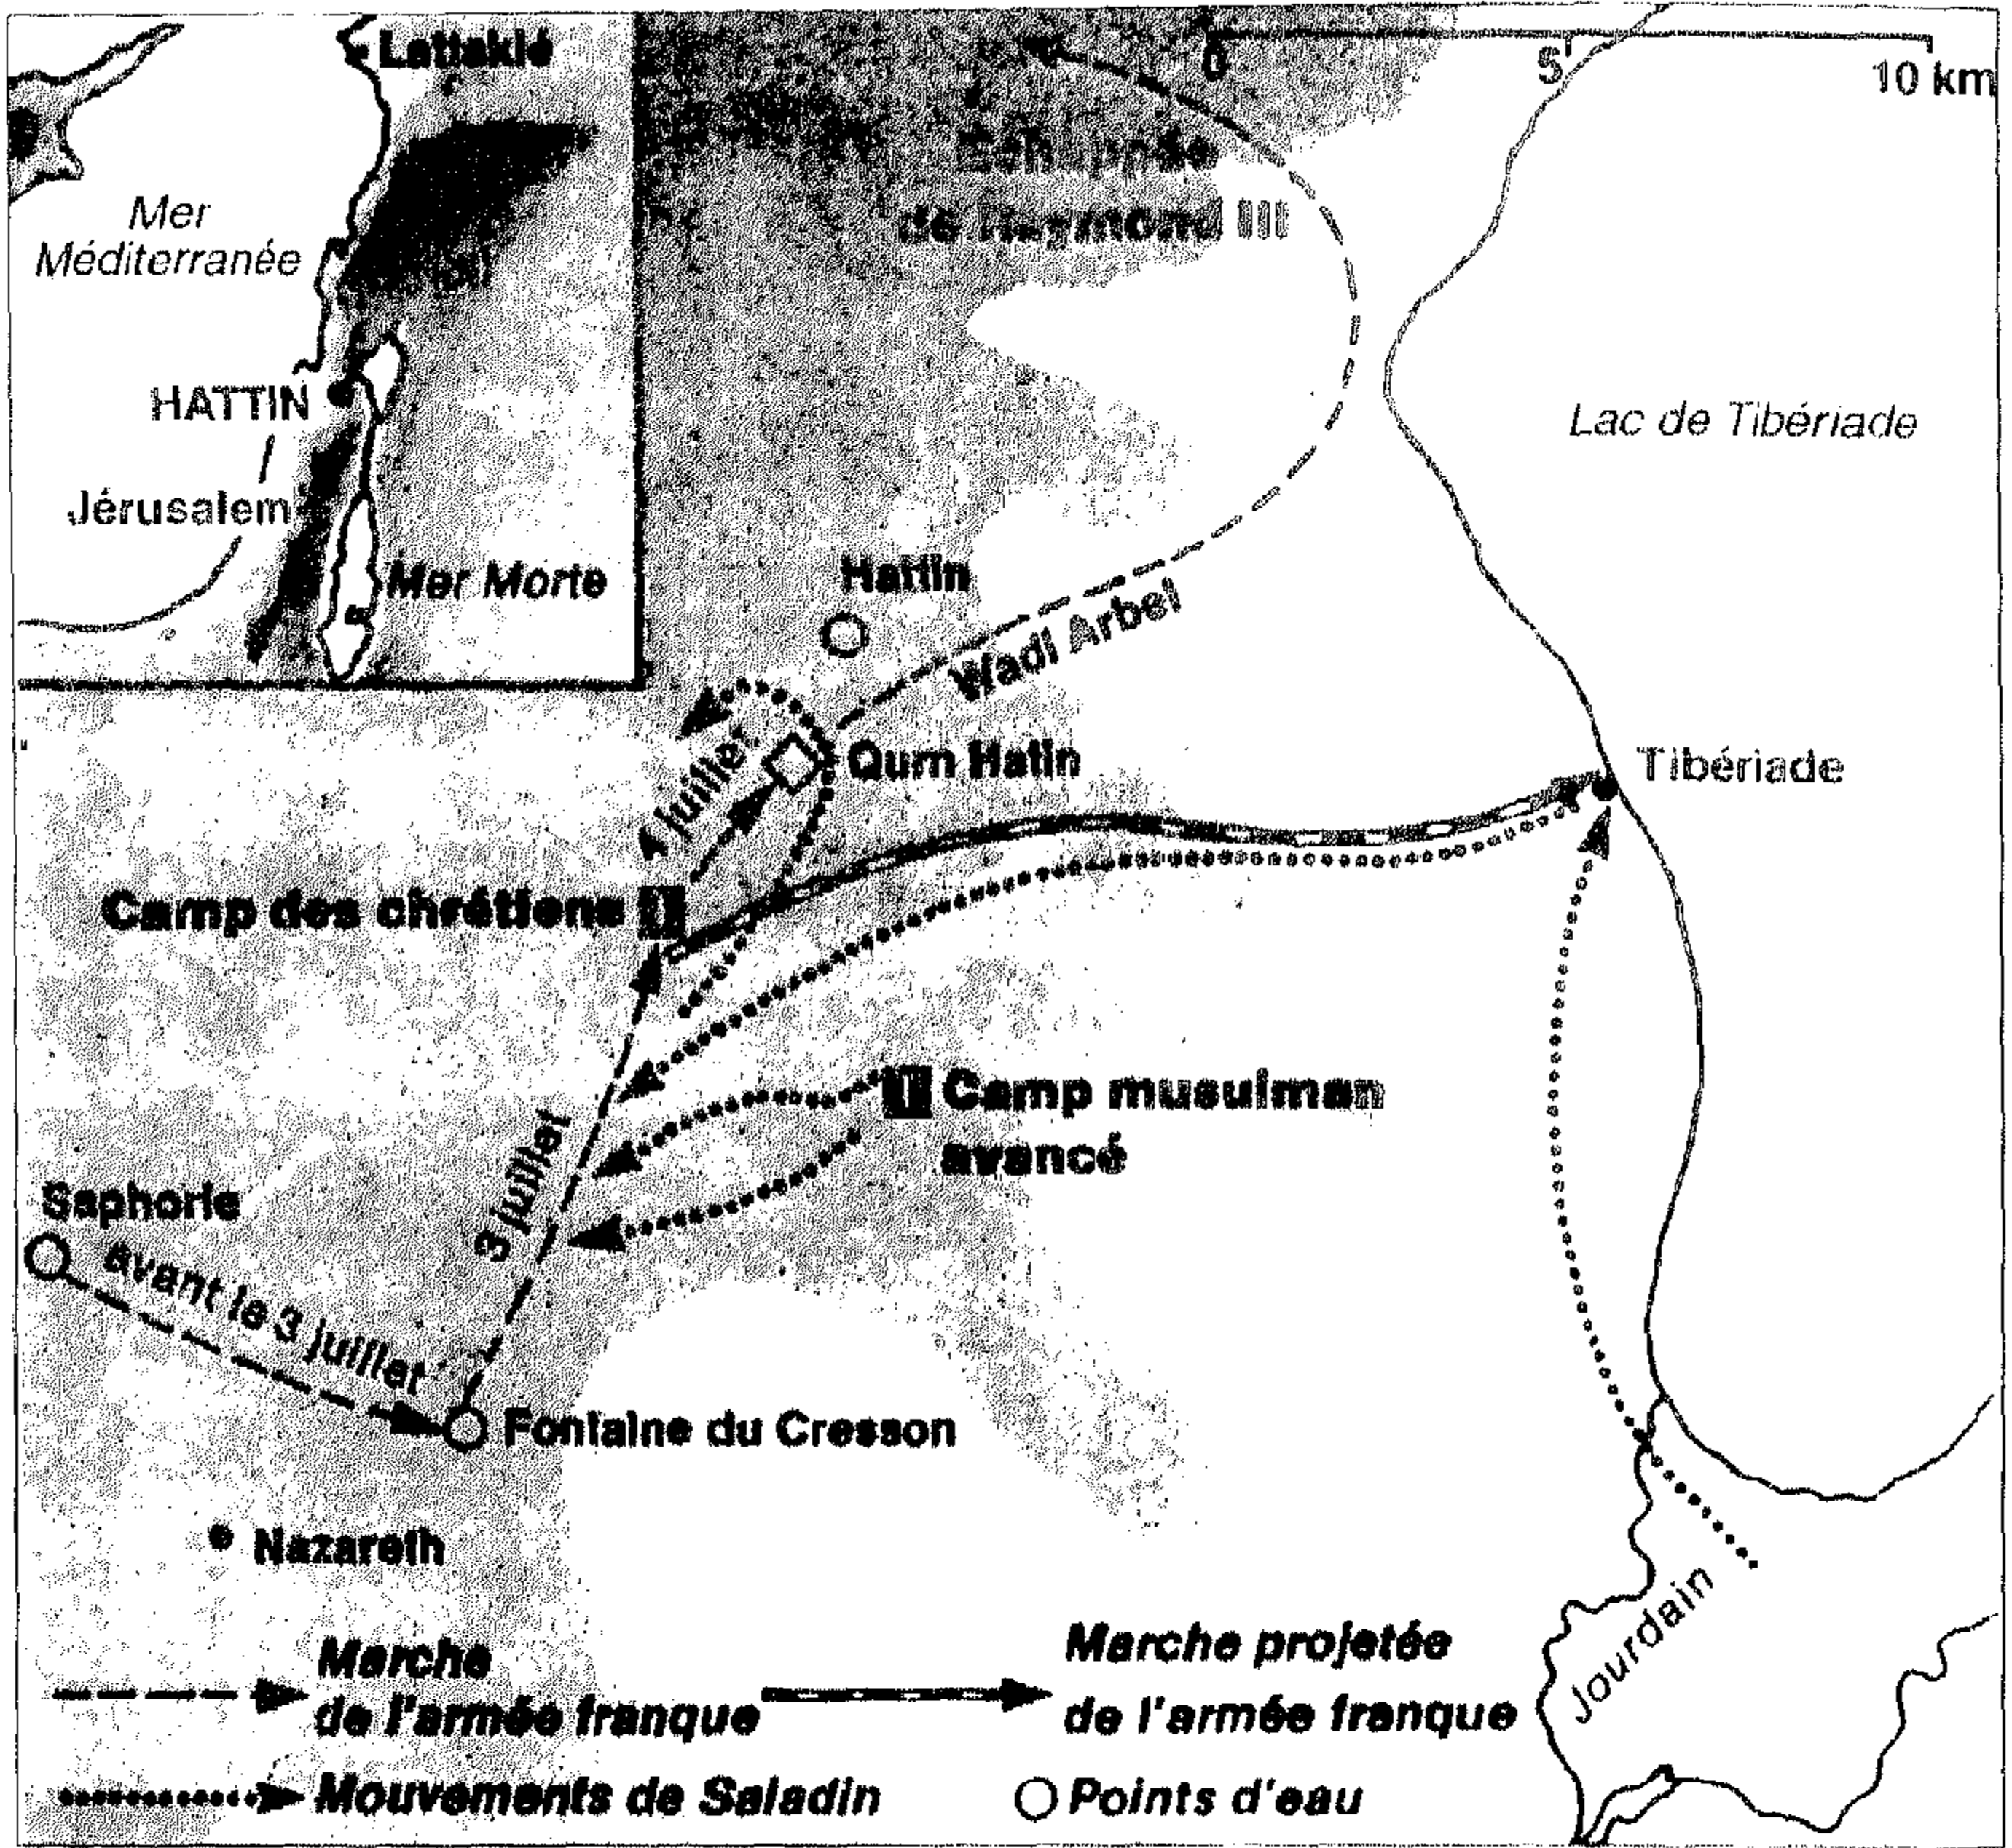 Lattakié
Mer
Méditerranée
HATTIN
Jérusalem
Mer Morte
0
5
10 km
Échappée
de Raymond III
Lac de Tibériade
Hattin
Wadi Arbel
4 juillet
Qurn Hatin
Tibériade
Camp des chrétiens
Camp musulman
avancé
3 juillet
Saphorie
avant le 3 juillet
Fontaine du Cresson
Nazareth
Jourdain
Marche
de l'armée franque
Marche projetée
de l'armée franque
Mouvements de Saladin
Points d'eau